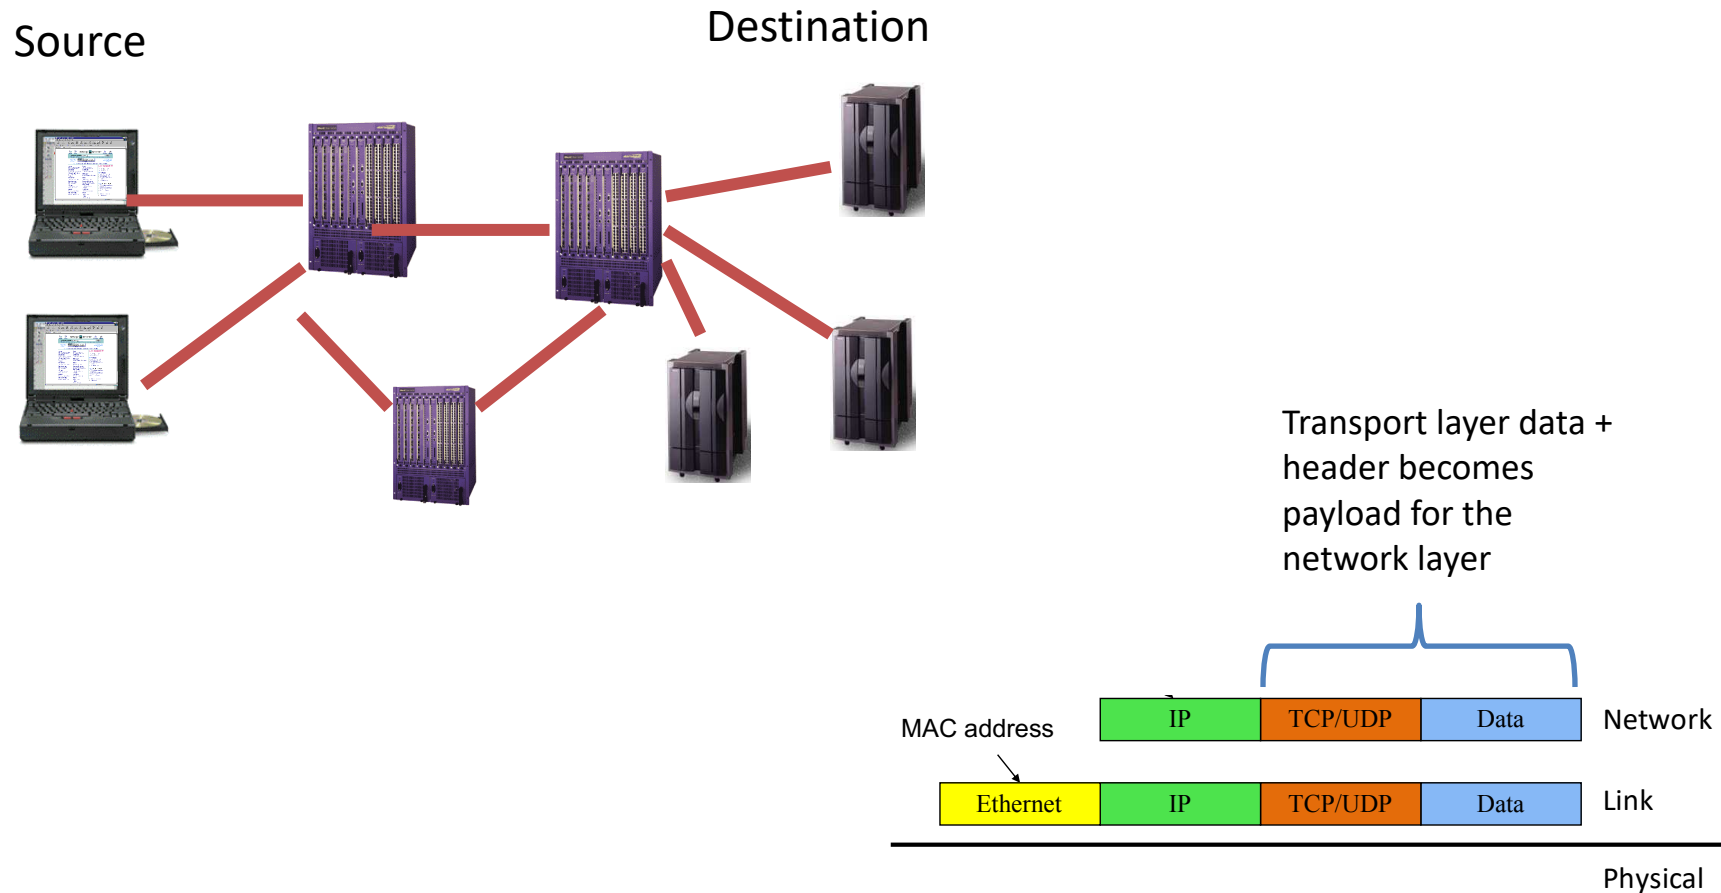 Source
Destination
Transport layer data +
header becomes
payload for the
network layer
IP TCP/UDP Data Network
MAC address
Ethernet IP TCP/UDP Data Link
Physical